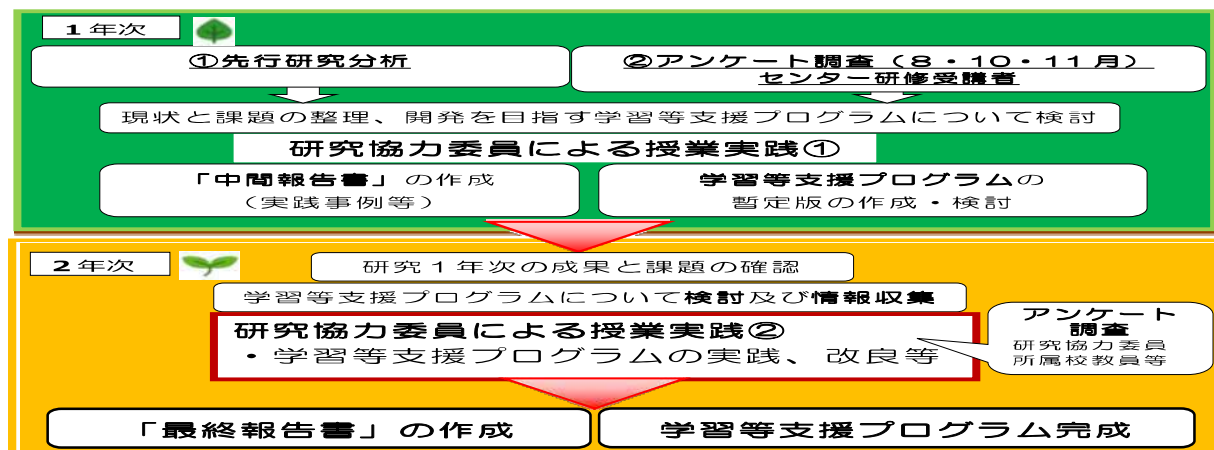 1年次
①先行研究分析
②アンケート調査（8・10・11月）
センター研修受講者
現状と課題の整理、開発を目指す学習等支援プログラムについて検討
研究協力委員による授業実践①
「中間報告書」の作成
（実践事例等）
学習等支援プログラムの
暫定版の作成・検討
2年次
研究1年次の成果と課題の確認
学習等支援プログラムについて検討及び情報収集
研究協力委員による授業実践②
・学習等支援プログラムの実践、改良等
アンケート
調査
研究協力委員
所属校教員等
「最終報告書」の作成
学習等支援プログラム完成